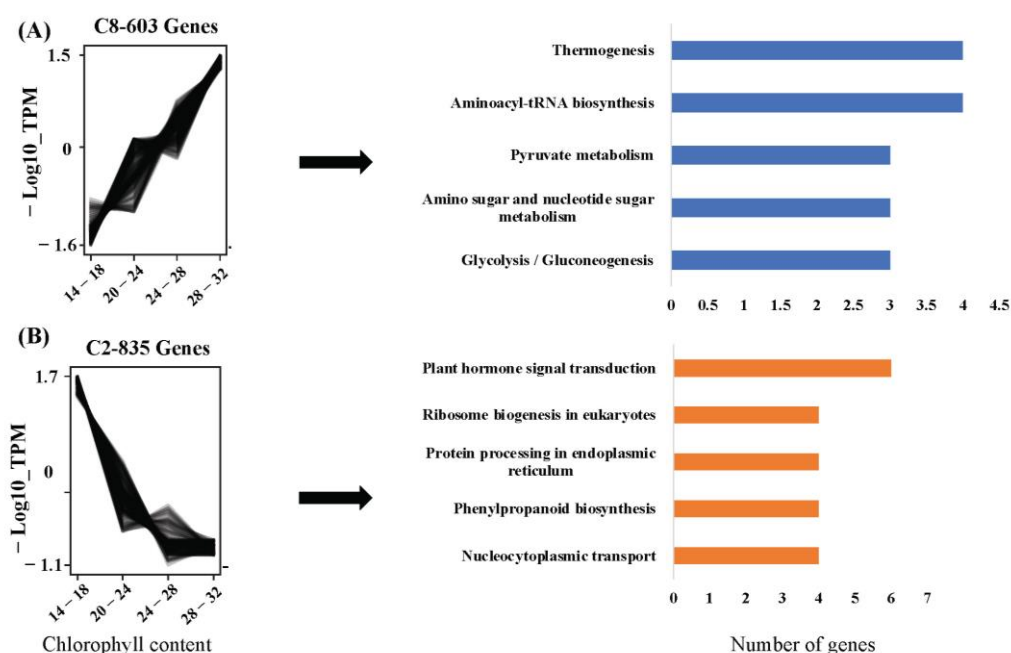 (A)
C8-603 Genes
1.5
0
− 1.6
− Log10_TPM
14 – 18
20 – 24
24 – 28
28 – 32
Thermogenesis
Aminoacyl-tRNA biosynthesis
Pyruvate metabolism
Amino sugar and nucleotide sugar
metabolism
Glycolysis / Gluconeogenesis
0 0.5 1 1.5 2 2.5 3 3.5 4 4.5
(B)
C2-835 Genes
1.7
0
− 1.1
− Log10_TPM
14 – 18
20 – 24
24 – 28
28 – 32
Chlorophyll content
Plant hormone signal transduction
Ribosome biogenesis in eukaryotes
Protein processing in endoplasmic
reticulum
Phenylpropanoid biosynthesis
Nucleocytoplasmic transport
0 1 2 3 4 5 6 7
Number of genes